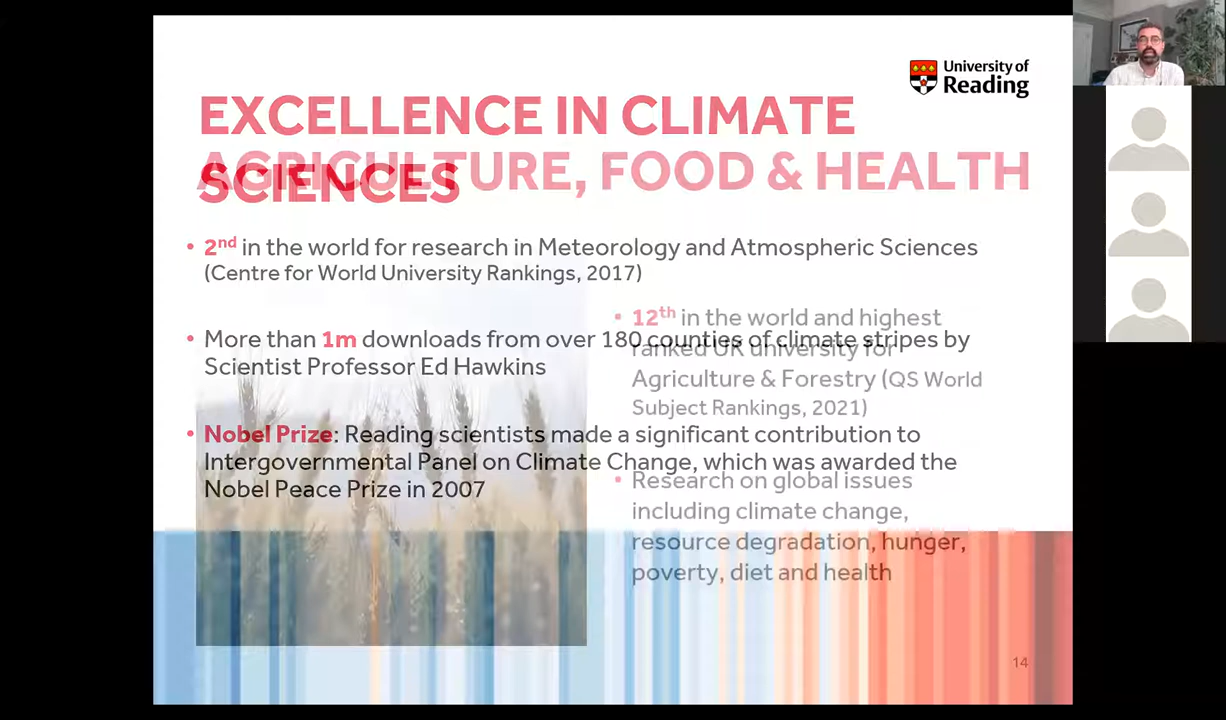 University of
Reading
EXCELLENCE IN CLIMATE
SCIENCES
AGRICULTURE, FOOD & HEALTH
• 2nd in the world for research in Meteorology and Atmospheric Sciences
(Centre for World University Rankings, 2017)
• More than 1m downloads from over 180 counties of climate stripes by
Scientist Professor Ed Hawkins
• Nobel Prize: Reading scientists made a significant contribution to
Intergovernmental Panel on Climate Change, which was awarded the
Nobel Peace Prize in 2007
• 12th in the world and highest
ranked UK university for
Agriculture & Forestry (QS World
Subject Rankings, 2021)
• Research on global issues
including climate change,
resource degradation, hunger,
poverty, diet and health
14